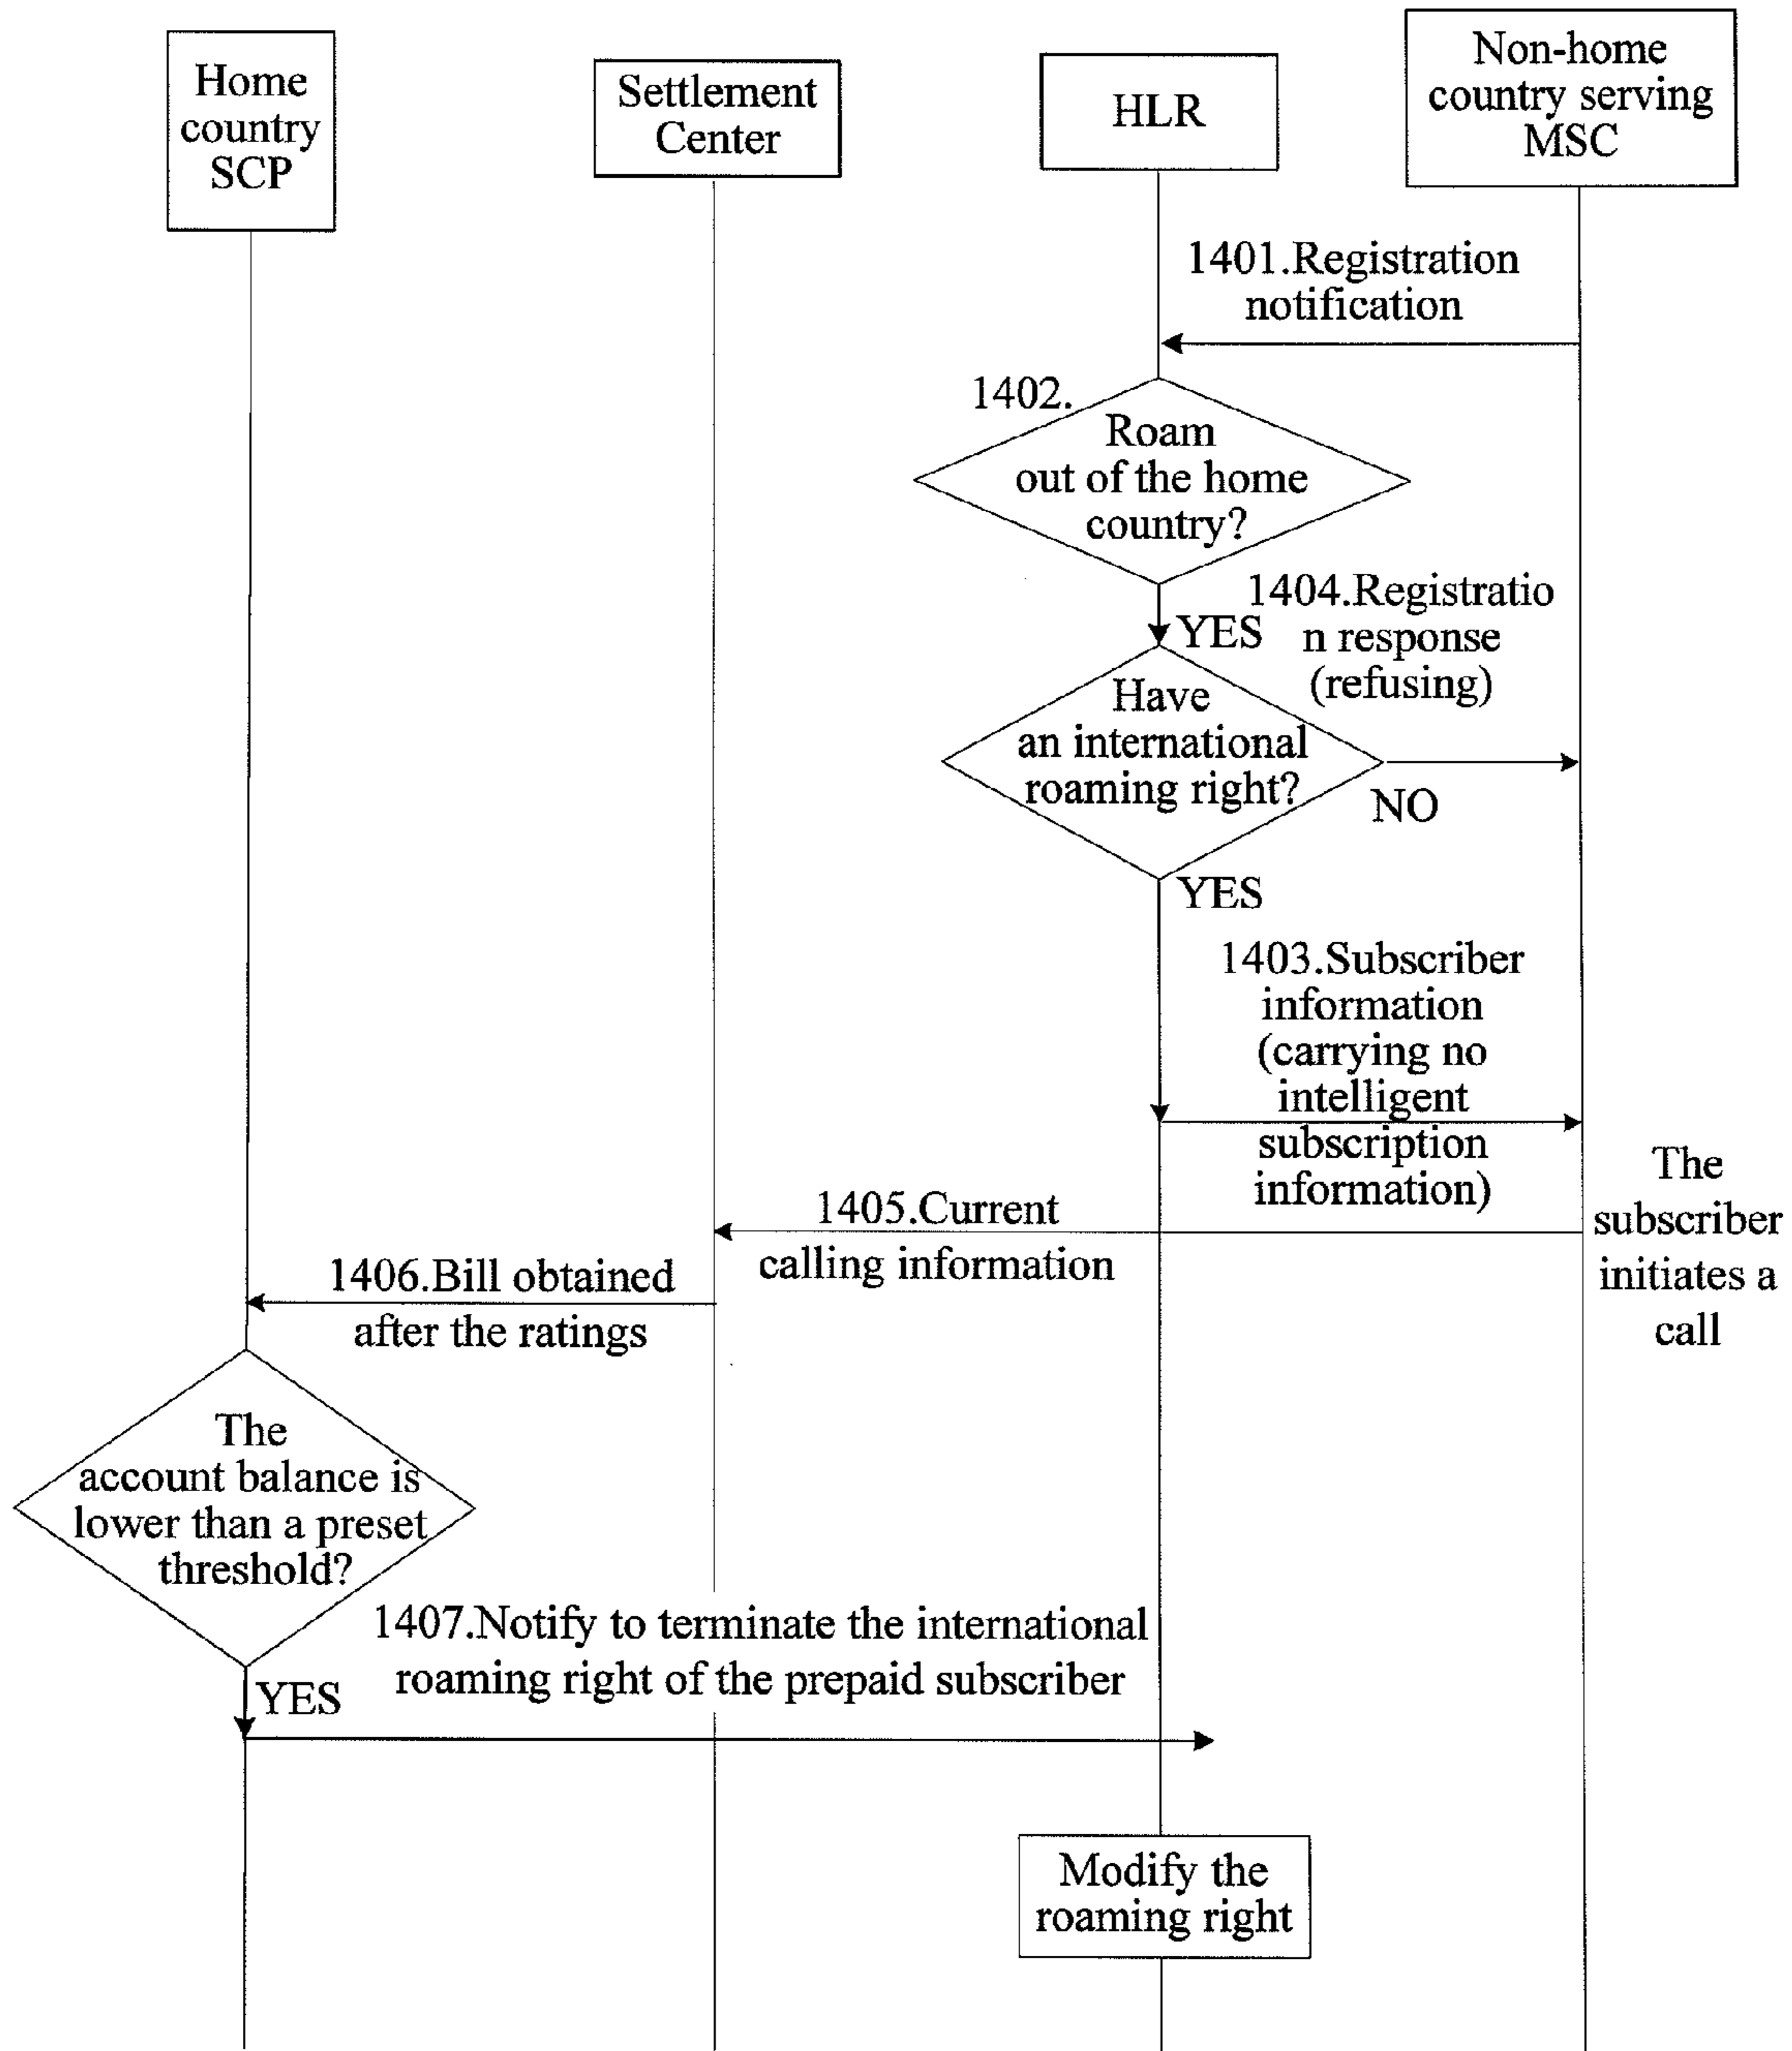 Home
country
SCP
Settlement
Center
HLR
Non-home
country serving
MSC
1401.Registration
notification
1402.
Roam
out of the home
country?
1404.Registratio
n response
(refusing)
YES
Have
an international
roaming right?
NO
YES
1403.Subscriber
information
(carrying no
intelligent
subscription
information)
The
subscriber
initiates a
call
1405.Current
calling information
1406.Bill obtained
after the ratings
The
account balance is
lower than a preset
threshold?
1407.Notify to terminate the international
roaming right of the prepaid subscriber
YES
Modify the
roaming right